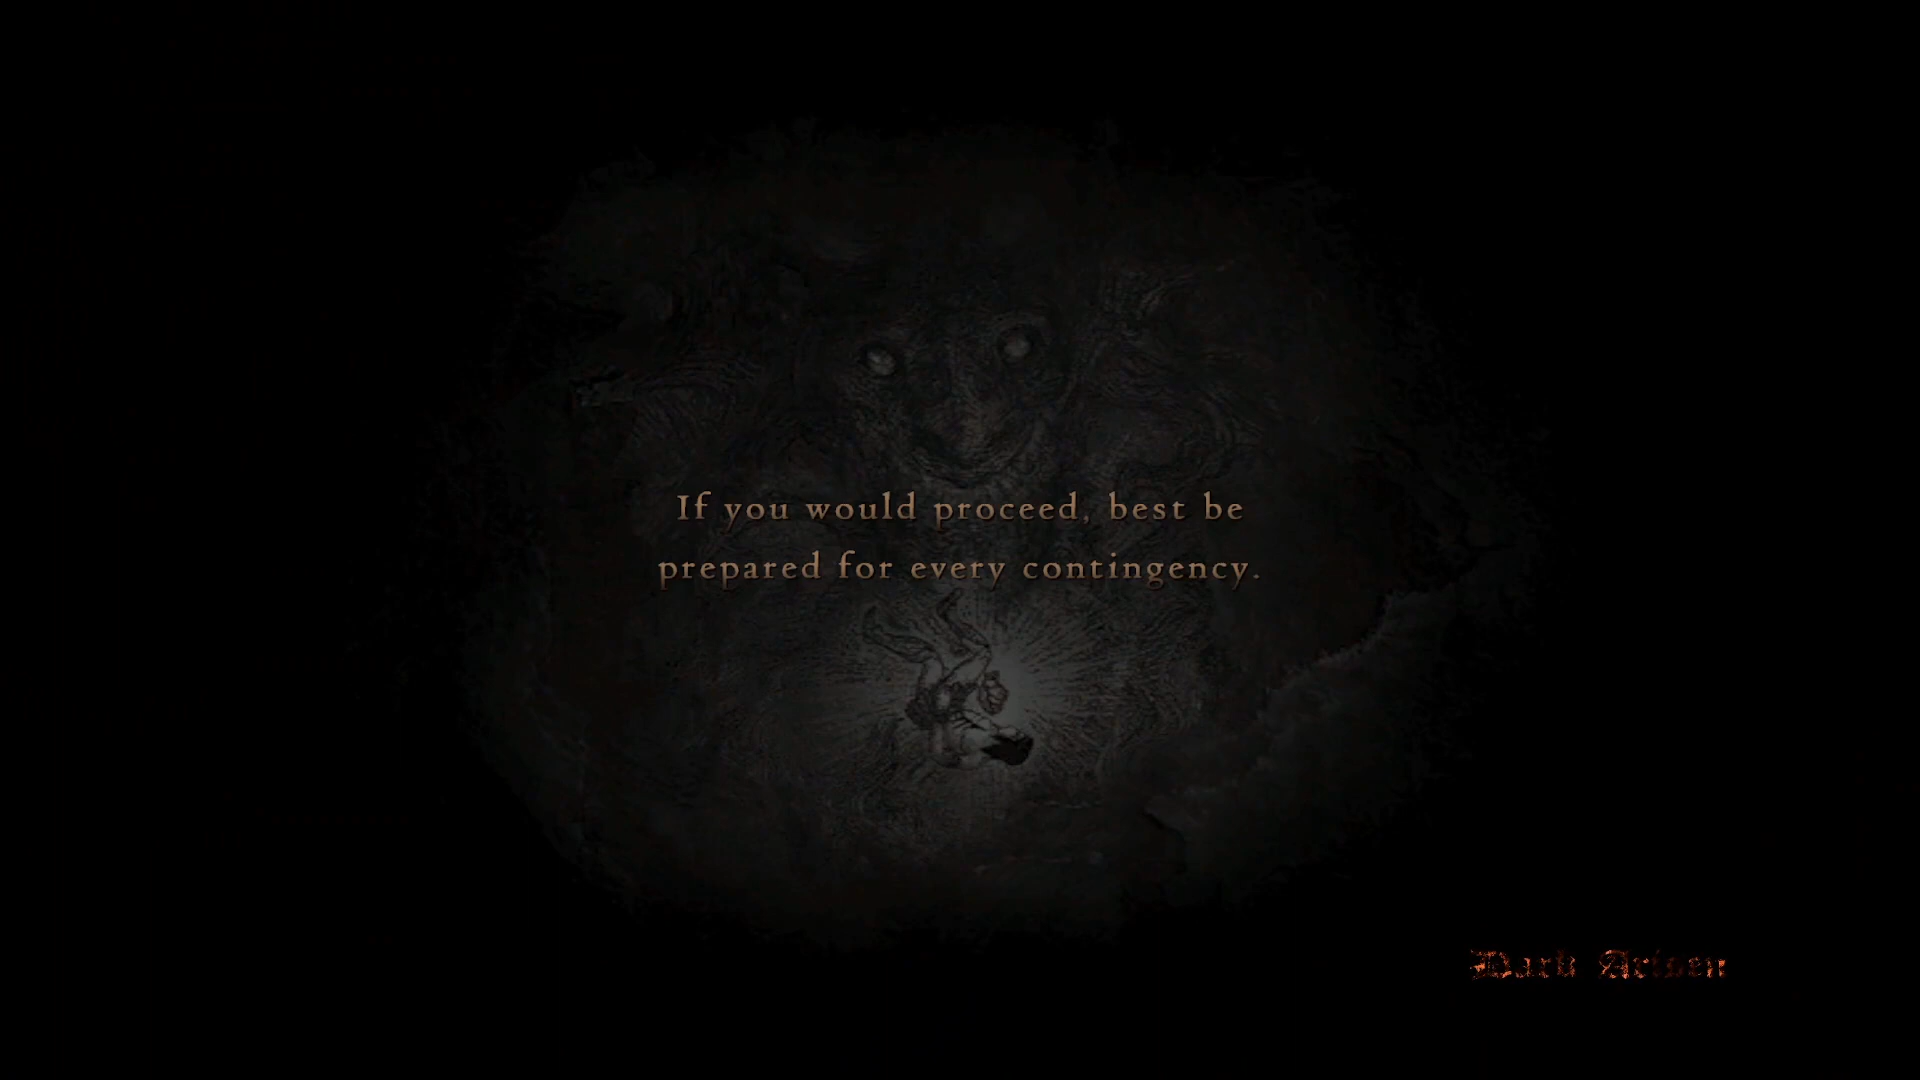 If you would proceed, best be
prepared for every contingency.
Dark Arisen